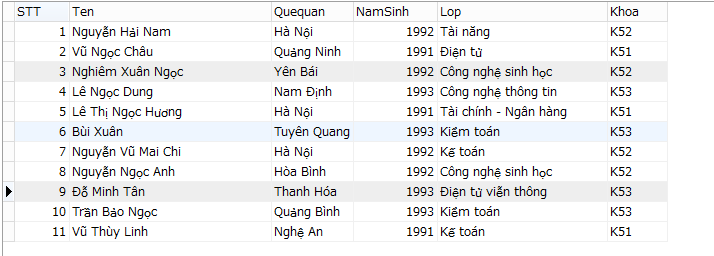 STT Ten Quequan NamSinh Lop Khoa
1 Nguyễn Hải Nam Hà Nội 1992 Tài năng K52
2 Vũ Ngọc Châu Quảng Ninh 1991 Điện tử K51
3 Nghiêm Xuân Ngọc Yên Bái 1992 Công nghệ sinh học K52
4 Lê Ngọc Dung Nam Định 1993 Công nghệ thông tin K53
5 Lê Thị Ngọc Hương Hà Nội 1991 Tài chính - Ngân hàng K51
6 Bùi Xuân Tuyên Quang 1993 Kiểm toán K53
7 Nguyễn Vũ Mai Chi Hà Nội 1992 Kế toán K52
8 Nguyễn Ngọc Anh Hòa Bình 1992 Công nghệ sinh học K52
9 Đỗ Minh Tân Thanh Hóa 1993 Điện tử viễn thông K53
10 Trần Bảo Ngọc Quảng Bình 1993 Kiểm toán K53
11 Vũ Thùy Linh Nghệ An 1991 Kế toán K51